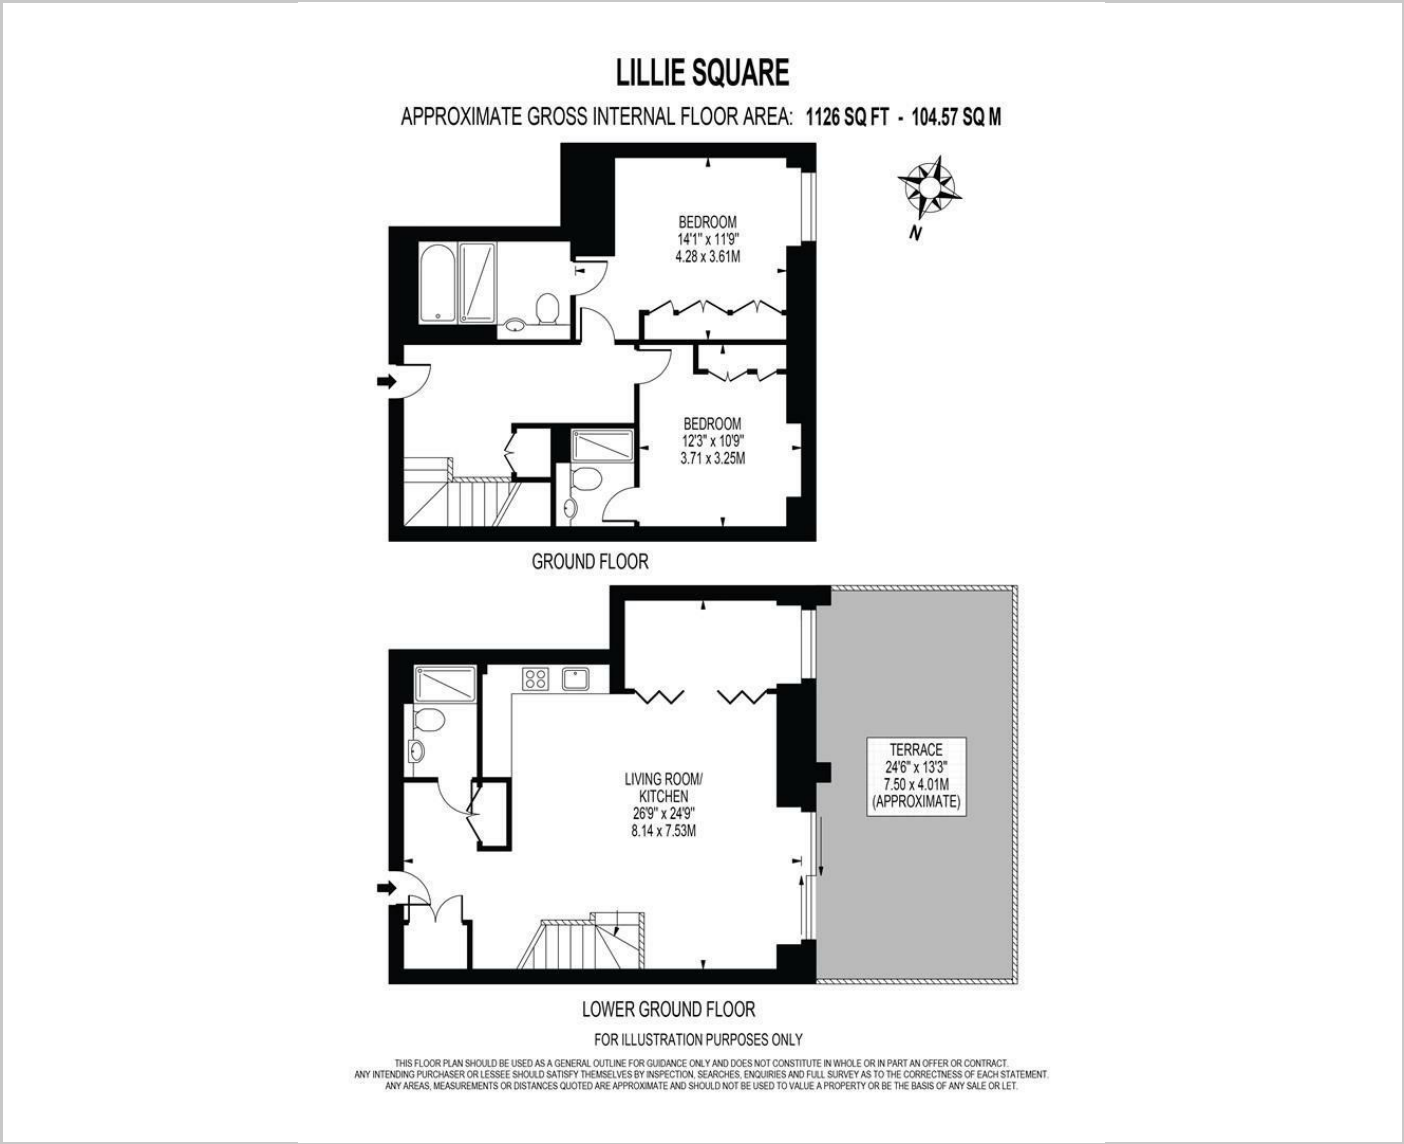 LILLIE SQUARE
APPROXIMATE GROSS INTERNAL FLOOR AREA: 1126 SQ FT - 104.57 SQ M
N
BEDROOM
14'1" x 11'9"
4.28 x 3.61M
BEDROOM
12'3" x 10'9"
3.71 x 3.25M
GROUND FLOOR
LIVING ROOM/
KITCHEN
26'9" x 24'9"
8.14 x 7.53M
TERRACE
24'6" x 13'3"
7.50 x 4.01M
(APPROXIMATE)
LOWER GROUND FLOOR
FOR ILLUSTRATION PURPOSES ONLY
THIS FLOOR PLAN SHOULD BE USED AS A GENERAL OUTLINE FOR GUIDANCE ONLY AND DOES NOT CONSTITUTE IN WHOLE OR IN PART AN OFFER OR CONTRACT.
ANY INTENDING PURCHASER OR LESSEE SHOULD SATISFY THEMSELVES BY INSPECTION, SEARCHES, ENQUIRIES AND FULL SURVEY AS TO THE CORRECTNESS OF EACH STATEMENT.
ANY AREAS, MEASUREMENTS OR DISTANCES QUOTED ARE APPROXIMATE AND SHOULD NOT BE USED TO VALUE A PROPERTY OR BE THE BASIS OF ANY SALE OR LET.